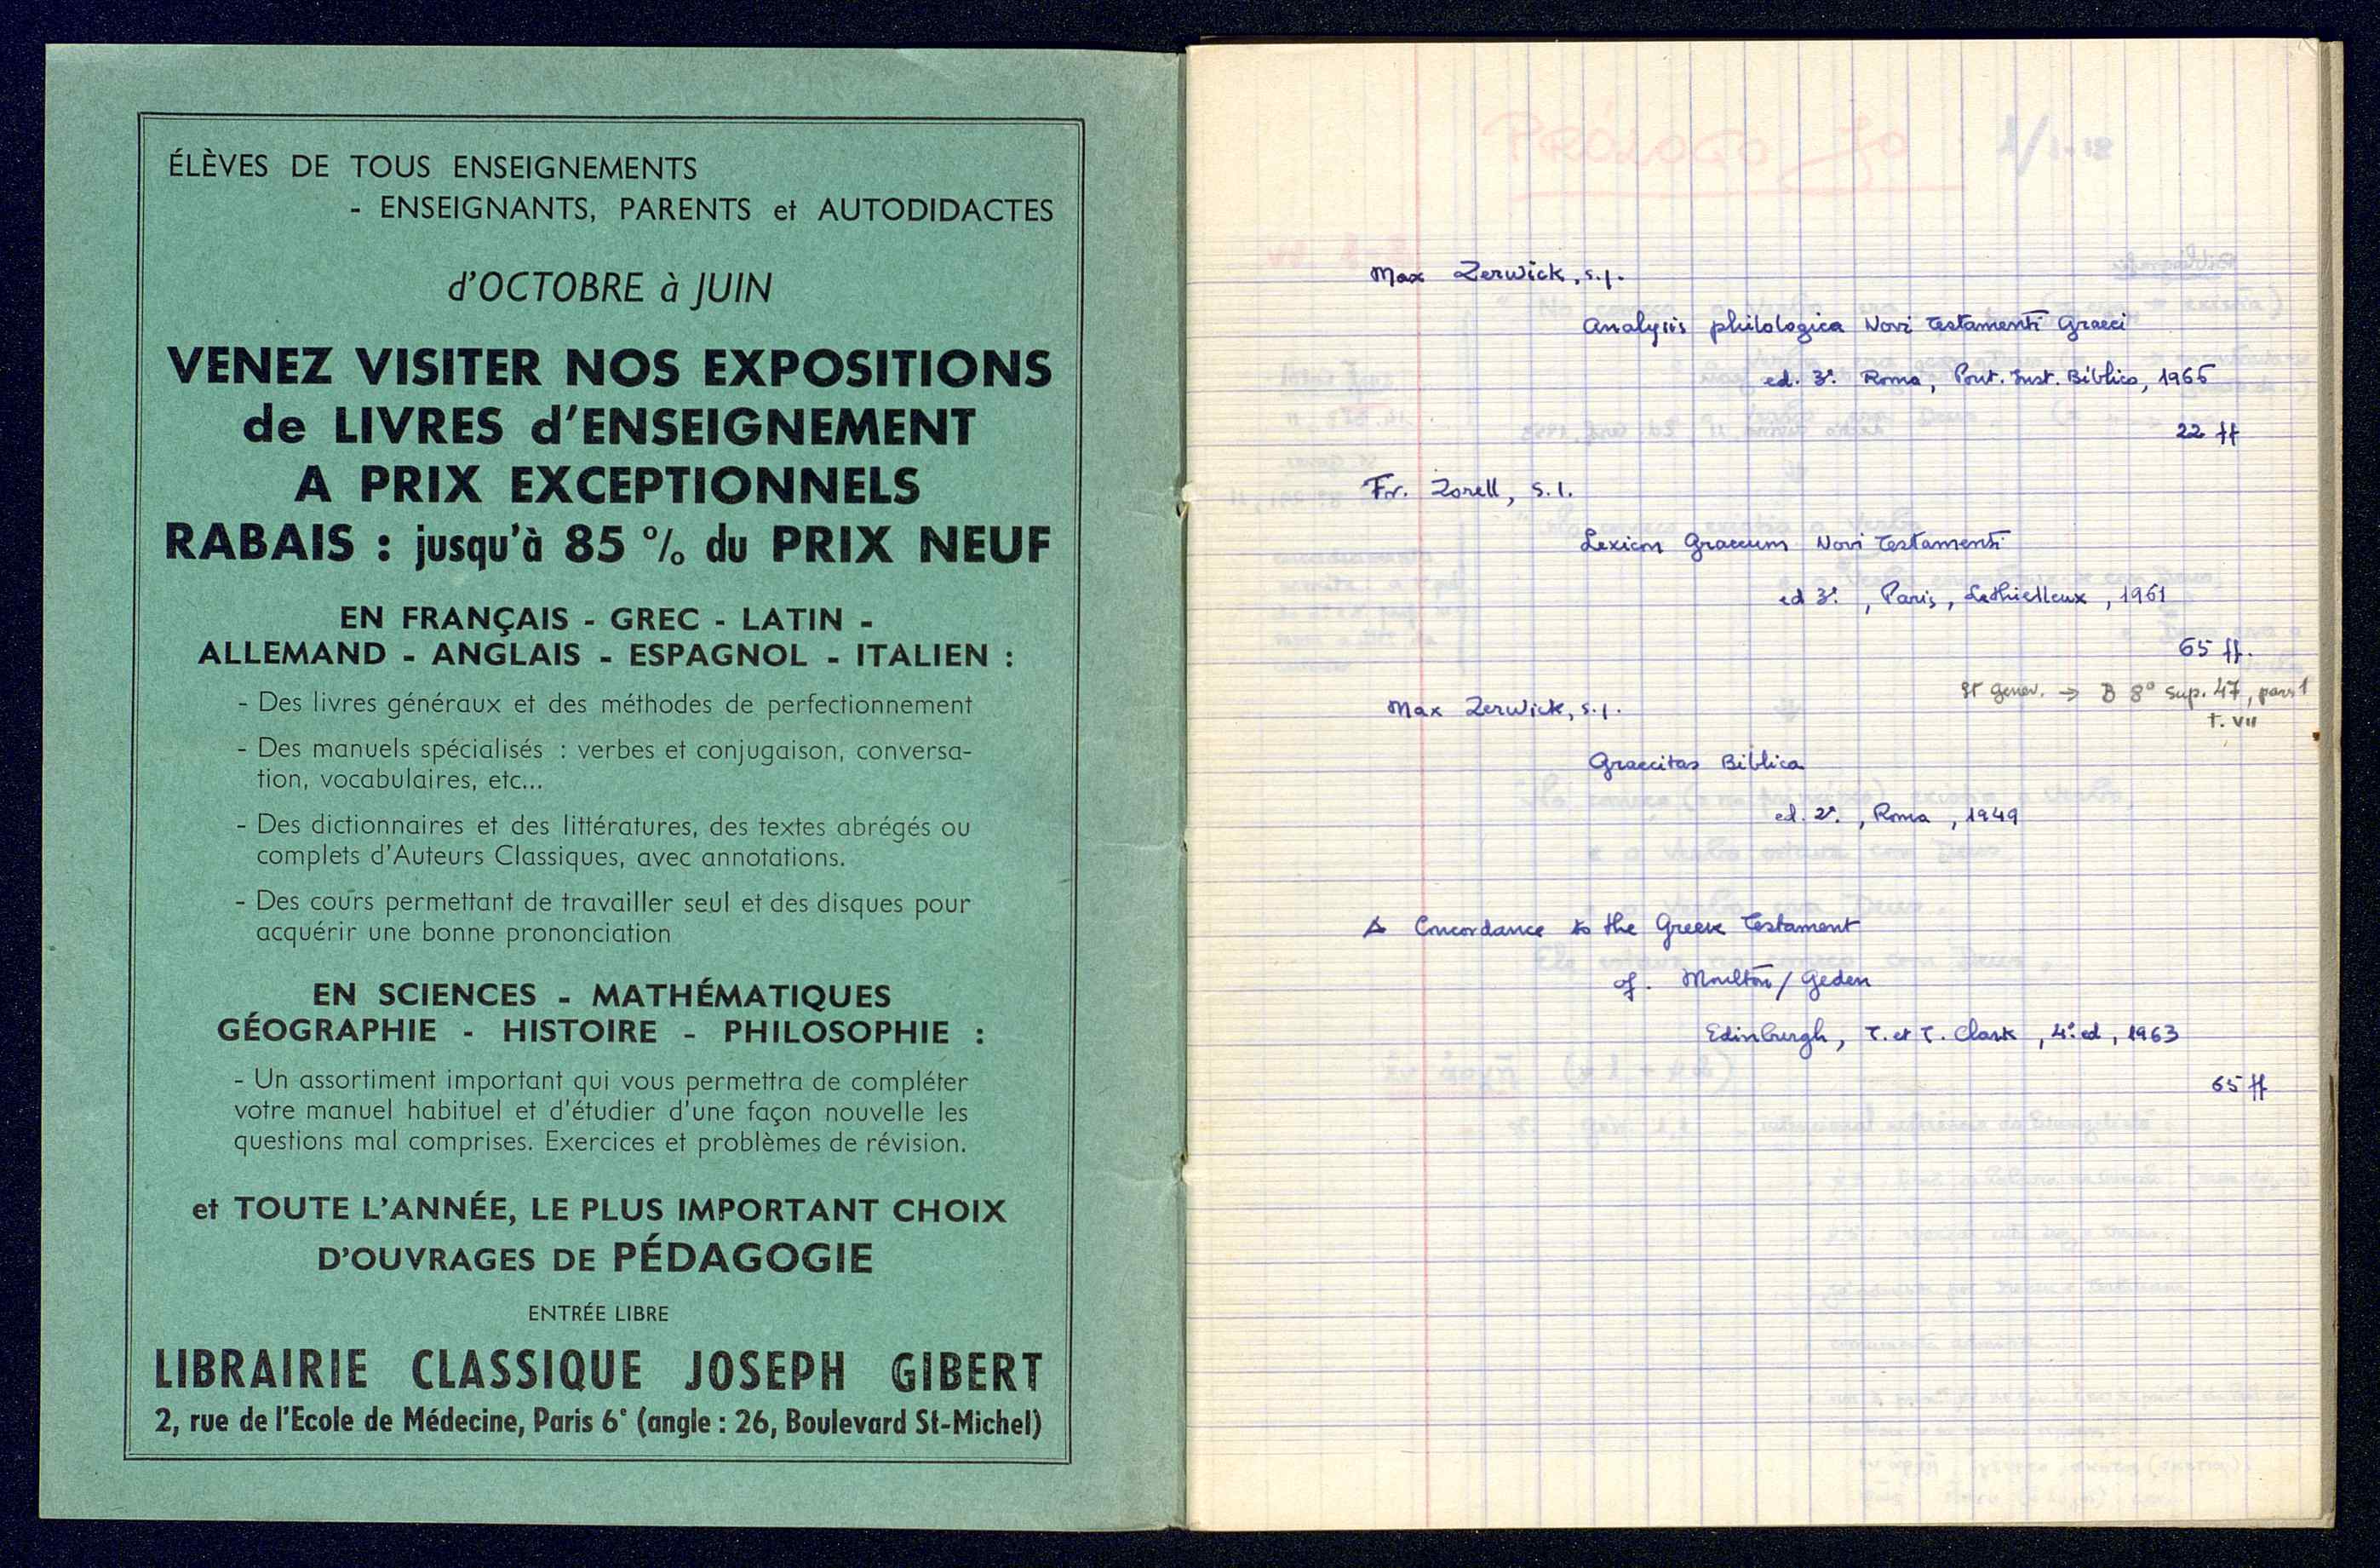 ÉLÈVES DE TOUS ENSEIGNEMENTS
- ENSEIGNANTS, PARENTS et AUTODIDACTES
d'OCTOBRE à JUIN
VENEZ VISITER NOS EXPOSITIONS
de LIVRES d'ENSEIGNEMENT
A PRIX EXCEPTIONNELS
RABAIS : jusqu'à 85 % du PRIX NEUF
EN FRANÇAIS - GREC - LATIN -
ALLEMAND - ANGLAIS - ESPAGNOL - ITALIEN :
- Des livres généraux et des méthodes de perfectionnement
- Des manuels spécialisés : verbes et conjugaison, conversa-
tion, vocabulaires, etc...
- Des dictionnaires et des littératures, des textes abrégés ou
complets d'Auteurs Classiques, avec annotations.
- Des cours permettant de travailler seul et des disques pour
acquérir une bonne prononciation
EN SCIENCES - MATHÉMATIQUES
GÉOGRAPHIE - HISTOIRE - PHILOSOPHIE :
- Un assortiment important qui vous permettra de compléter
votre manuel habituel et d'étudier d'une façon nouvelle les
questions mal comprises. Exercices et problèmes de révision.
et TOUTE L'ANNÉE, LE PLUS IMPORTANT CHOIX
D'OUVRAGES DE PÉDAGOGIE
ENTRÉE LIBRE
LIBRAIRIE CLASSIQUE JOSEPH GIBERT
2, rue de l'Ecole de Médecine, Paris 6e (angle : 26, Boulevard St-Michel)
Max Zerwick, s.j.
Analysis philologica Novi Testamenti Graeci
ed. 3ª. Roma, Pont. Inst. Biblico, 1966
22 ff
Fr. Zorell, s.j.
Lexicon Graecum Novi Testamenti
ed 3ª., Paris, Lethielleux, 1961
65 ff.
St Genev. → B 8° Sup. 47, pars 1
t. VII
Max Zerwick, s.j.
Graecitas Biblica
ed. 2ª., Roma, 1949
A Concordance to the Greek Testament
of. Moulton/Geden
Edinburgh, T. et T. Clark, 4ª. ed, 1963
65 ff